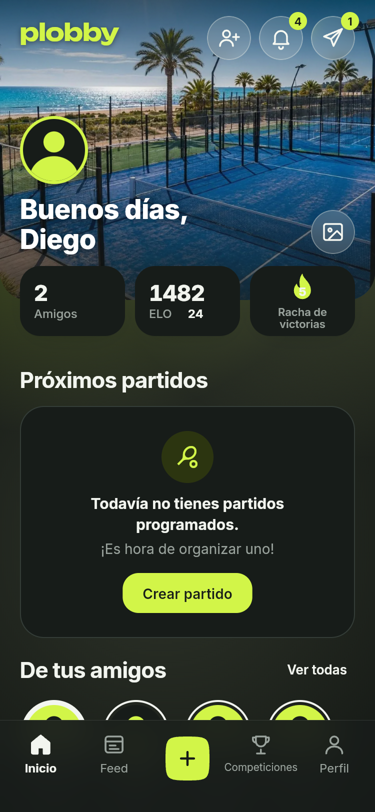 plobby
4
1
Buenos días,
Diego
2
Amigos
1482
ELO 24
5
Racha de
victorias
Próximos partidos
Todavía no tienes partidos
programados.
¡Es hora de organizar uno!
Crear partido
De tus amigos
Ver todas
Inicio
Feed
Competiciones
Perfil